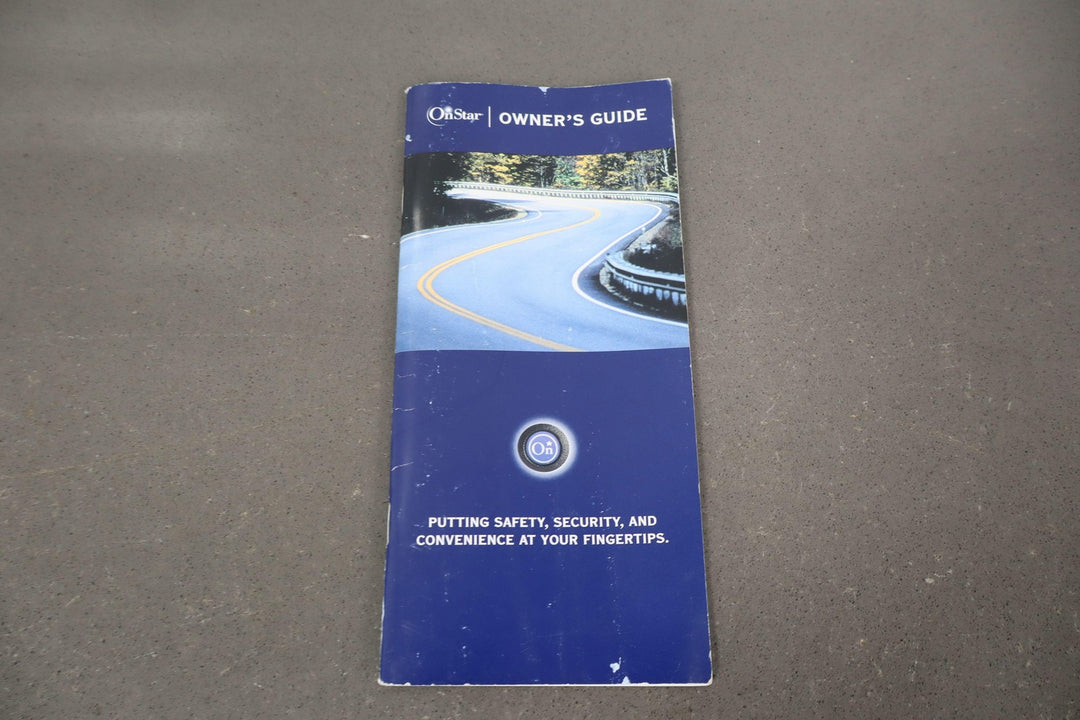 OnStar | OWNER'S GUIDE
On
PUTTING SAFETY, SECURITY, AND
CONVENIENCE AT YOUR FINGERTIPS.